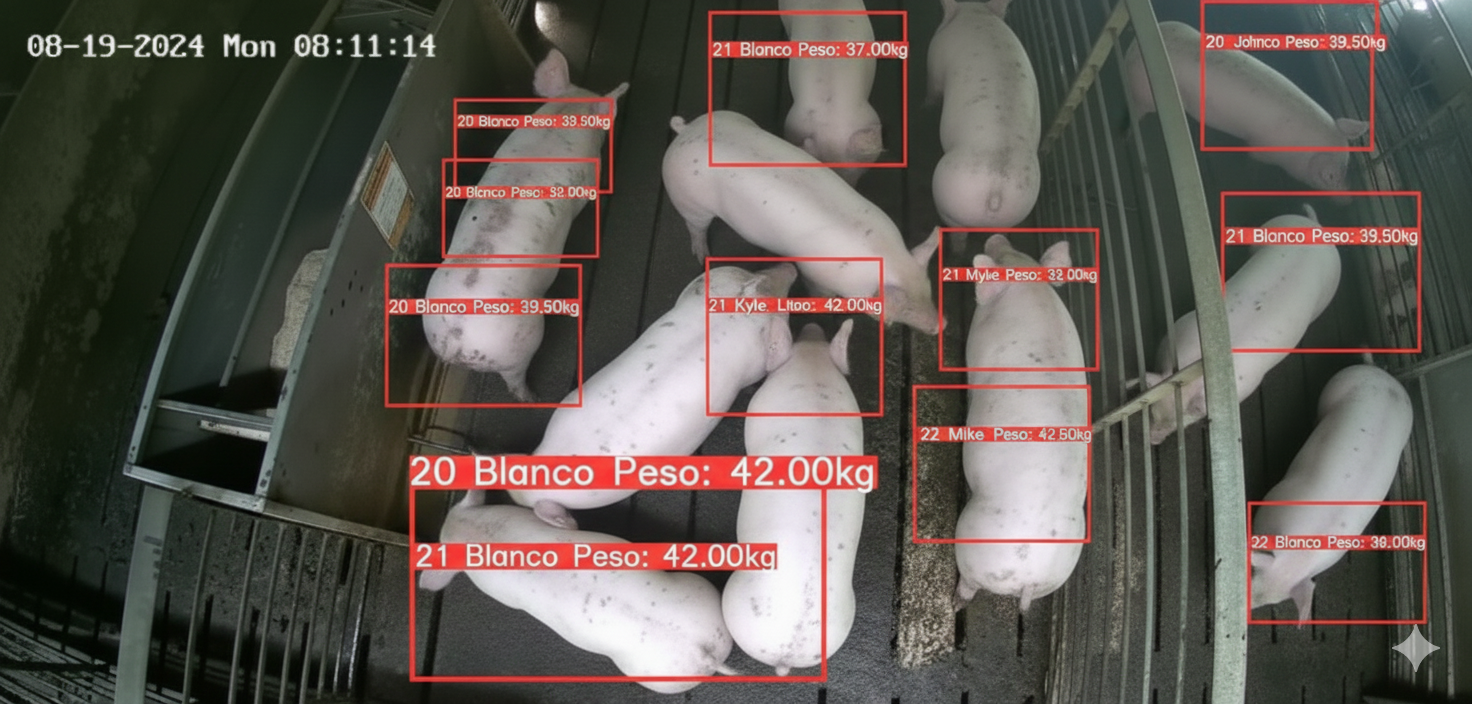 08-19-2024 Mon 08:11:14
20 Johnco Peso: 39.50kg
21 Blanco Peso: 37.00kg
20 Blanco Peso: 39.50kg
20 Blanco Peso: 32.00kg
21 Blanco Peso: 39.50kg
21 Mylie Peso: 32.00kg
20 Blanco Peso: 39.50kg
21 Kyle Litoo: 42.00kg
22 Mike Peso: 42.50kg
20 Blanco Peso: 42.00kg
21 Blanco Peso: 42.00kg
22 Blanco Peso: 39.00kg